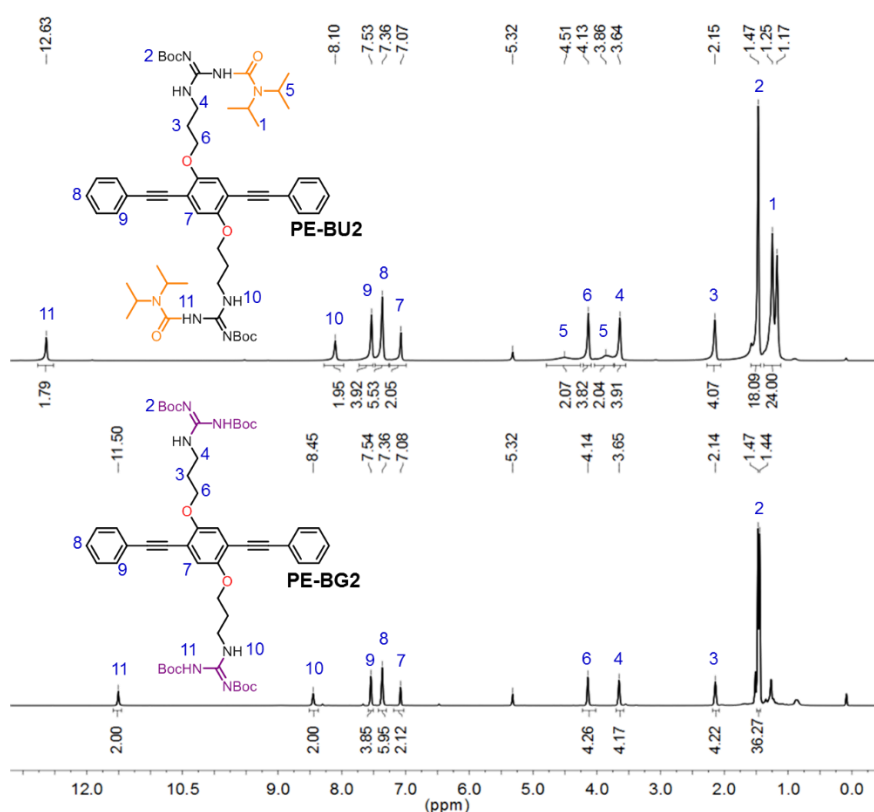 −12.63 −8.10 7.53 7.36 7.07 −5.32 4.51 4.13 3.86 3.64 −2.15 1.47 1.25 1.17
2 BocN O
NH N 5
HN 4
3 1
6
O
8
9 7
PE-BU2
O
N 11 HN 10
O NH N
NBoc
11 10 9 8 7 6 5 5 4 3 2 1
1.79 1.95 3.92 5.53 2.05 2.07 3.82 2.04 3.91 4.07 18.09 24.00
−11.50 −8.45 7.54 7.36 7.08 −5.32 −4.14 −3.65 −2.14 1.47 1.44
2 BocN
NHBoc
HN 4
3
6
O
8
9 7
PE-BG2
O
11 HN 10
BocHN
NBoc
11 10 9 8 7 6 4 3 2
2.00 2.00 3.85 5.95 2.12 4.26 4.17 4.22 36.27
12.0 10.5 9.0 8.0 7.0 6.0 5.0 4.0 3.0 2.0 1.0 0.0
(ppm)